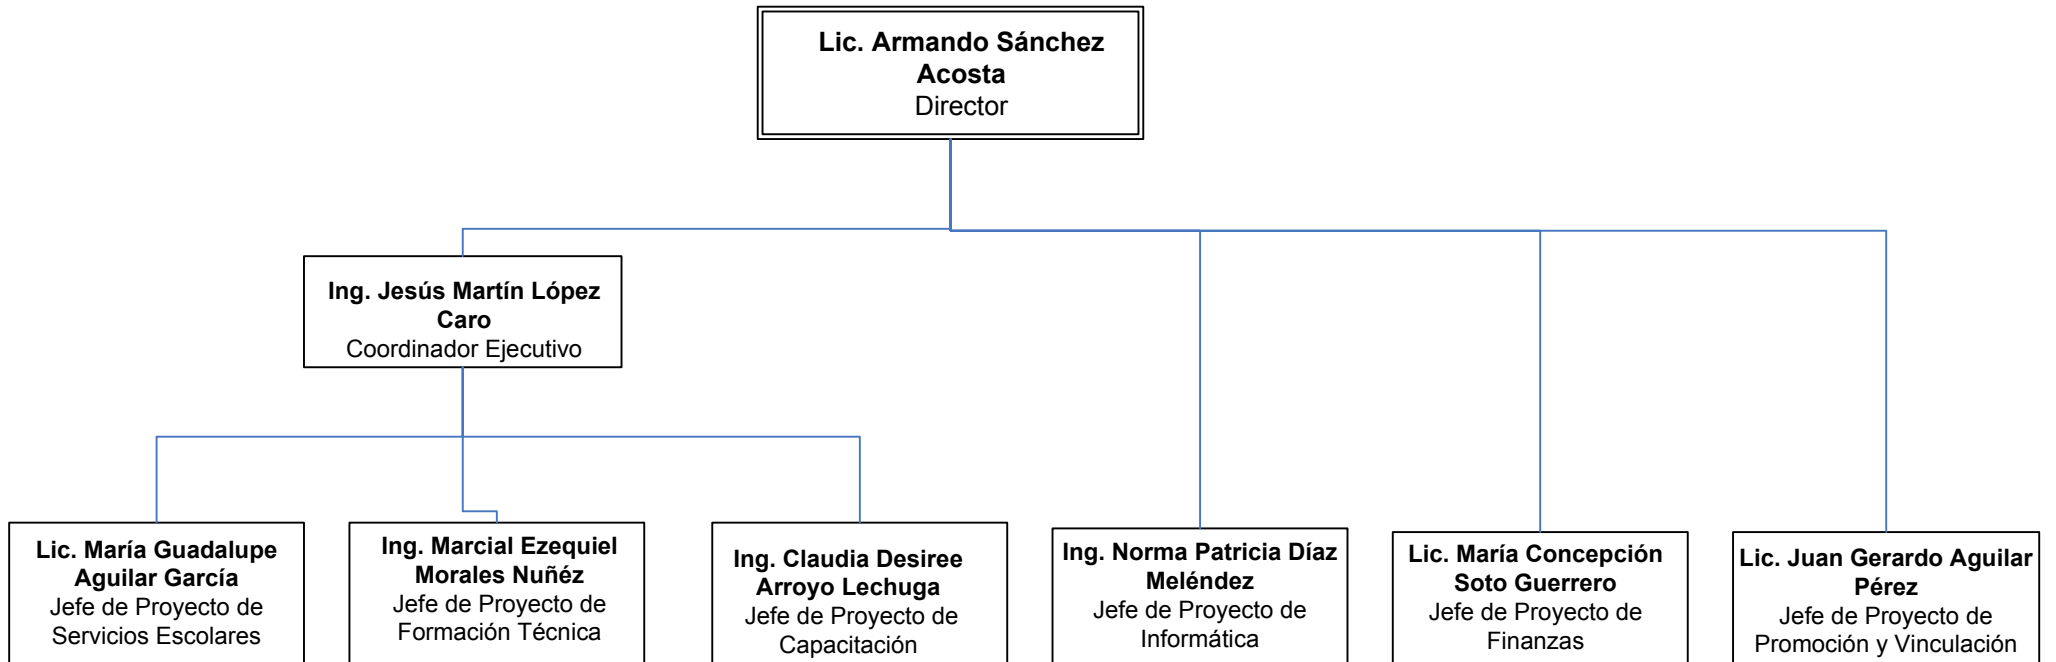 Lic. Armando Sánchez
Acosta
Director
Ing. Jesús Martín López
Caro
Coordinador Ejecutivo
Lic. María Guadalupe
Aguilar García
Jefe de Proyecto de
Servicios Escolares
Ing. Marcial Ezequiel
Morales Nuñéz
Jefe de Proyecto de
Formación Técnica
Ing. Claudia Desiree
Arroyo Lechuga
Jefe de Proyecto de
Capacitación
Ing. Norma Patricia Díaz
Meléndez
Jefe de Proyecto de
Informática
Lic. María Concepción
Soto Guerrero
Jefe de Proyecto de
Finanzas
Lic. Juan Gerardo Aguilar
Pérez
Jefe de Proyecto de
Promoción y Vinculación